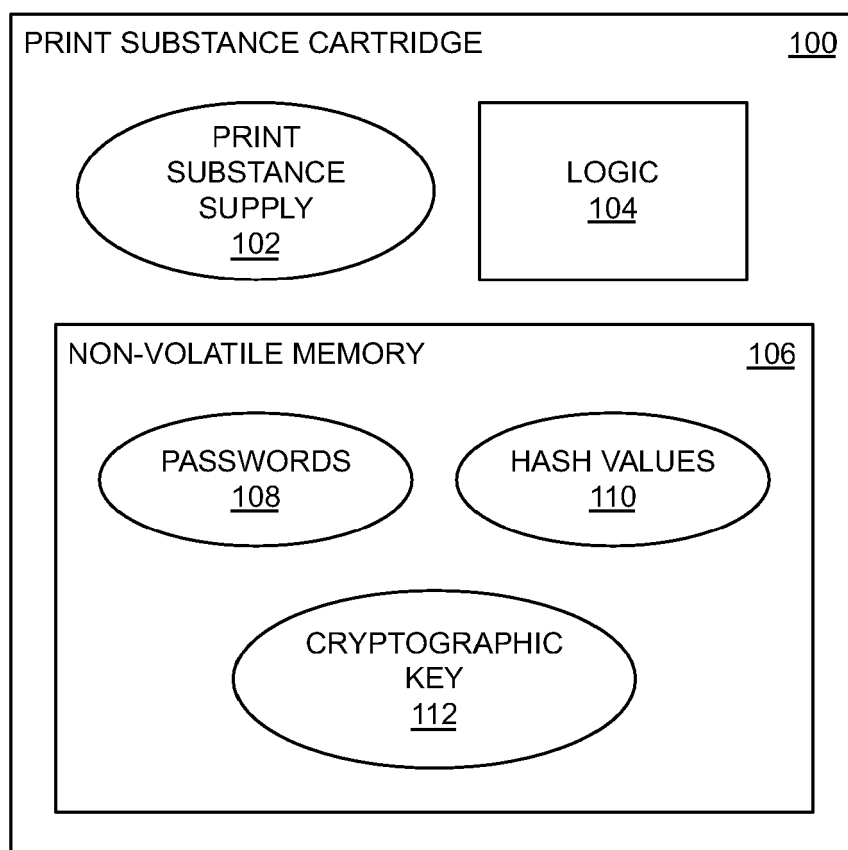 PRINT SUBSTANCE CARTRIDGE 100
PRINT
SUBSTANCE
SUPPLY
102
LOGIC
104
NON-VOLATILE MEMORY 106
PASSWORDS
108
HASH VALUES
110
CRYPTOGRAPHIC
KEY
112